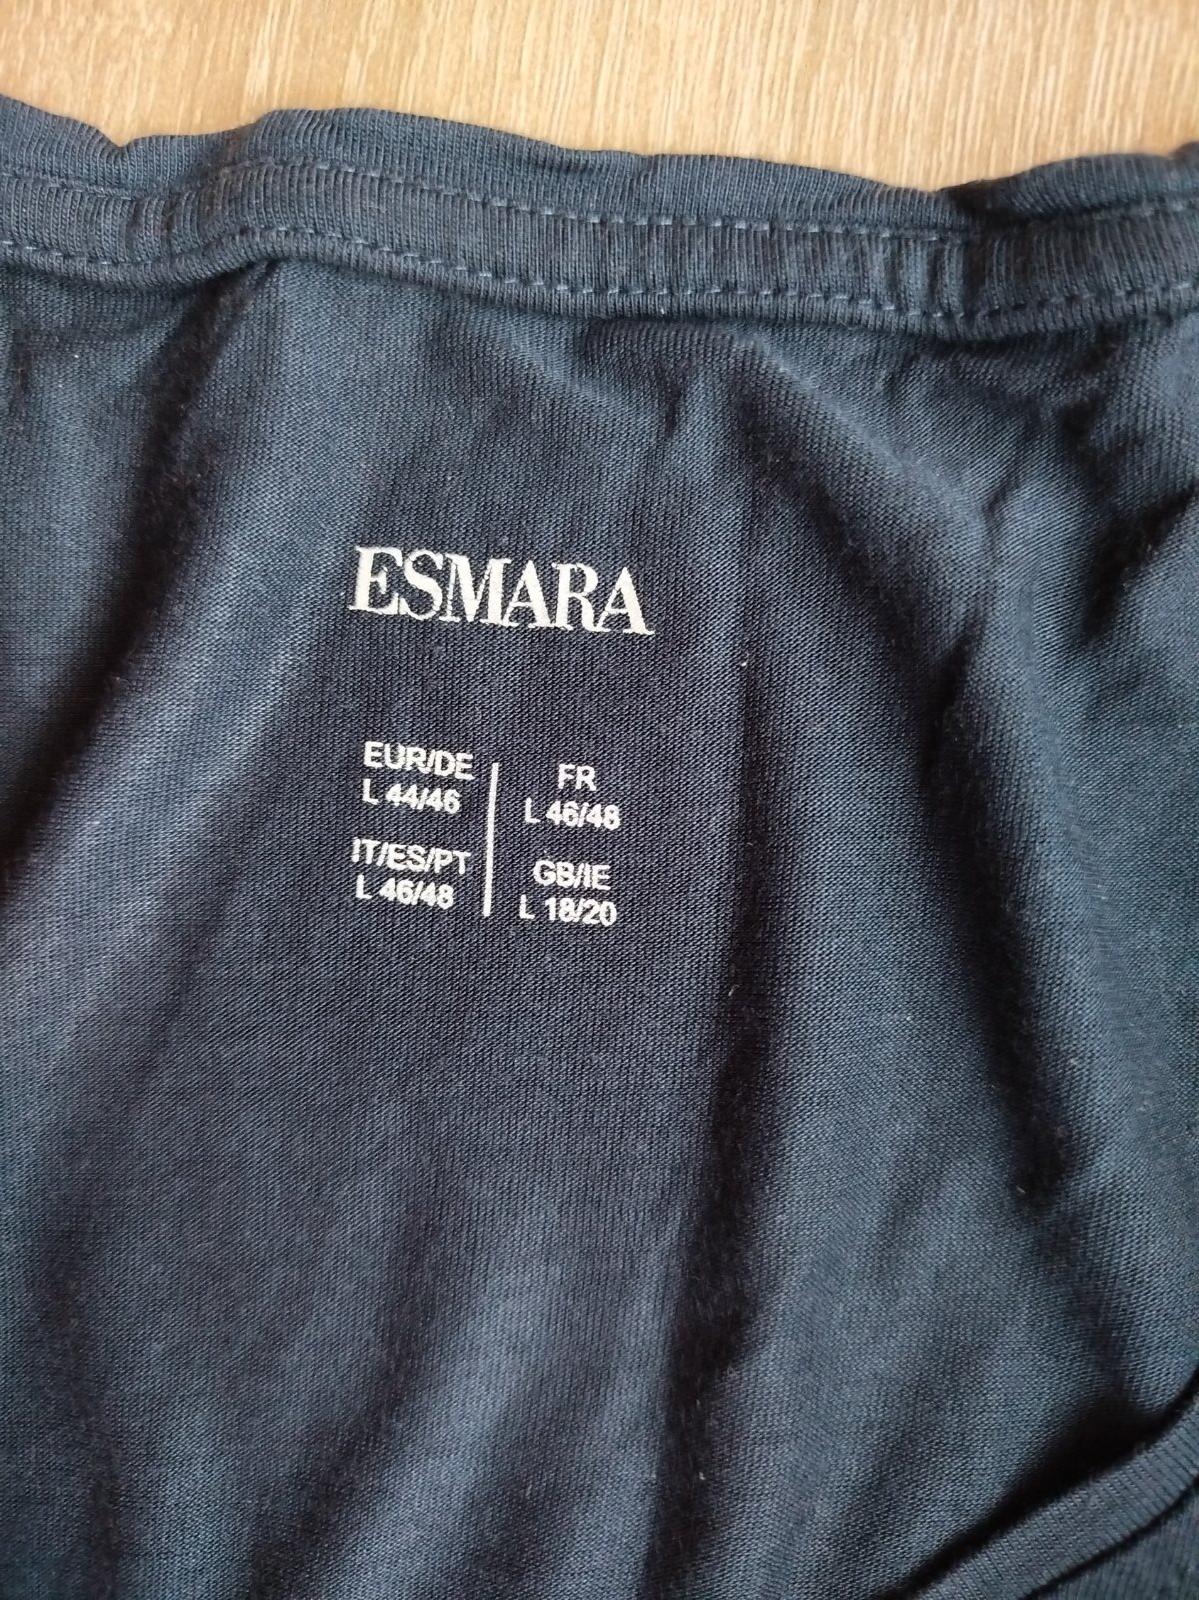 ESMARA
EUR/DE
L 44/46
IT/ES/PT
L 46/48
FR
L 46/48
GB/IE
L 18/20